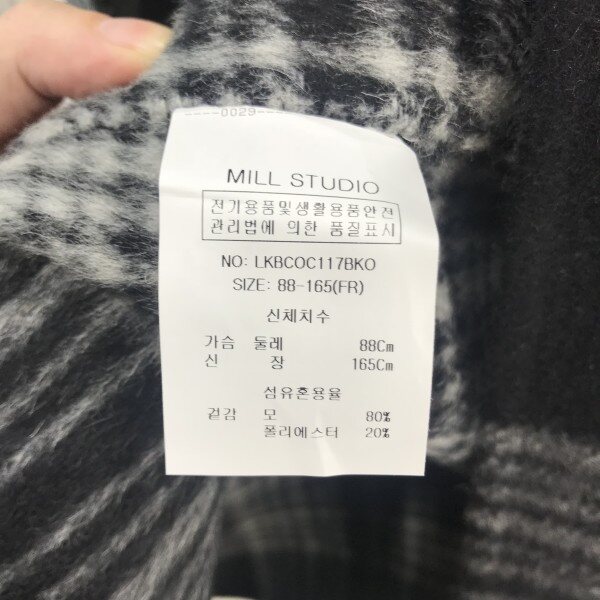 ----0029----
MILL STUDIO
전기용품및생활용품안전
관리법에 의한 품질표시
NO: LKBCOC117BKO
SIZE: 88-165(FR)
신체치수
가슴 둘레 88Cm
신 장 165Cm
섬유혼용율
겉감 모 80%
폴리에스터 20%